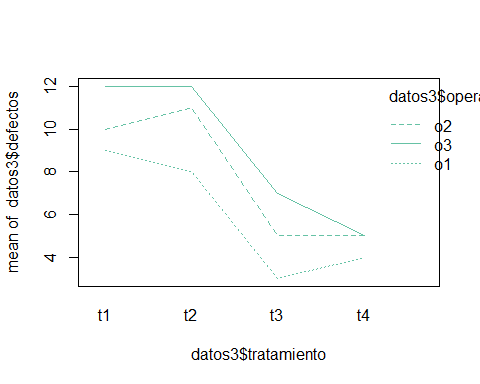 12
10
8
6
4
mean of datos3$defectos
datos3$opera
o2
o3
o1
t1 t2 t3 t4
datos3$tratamiento